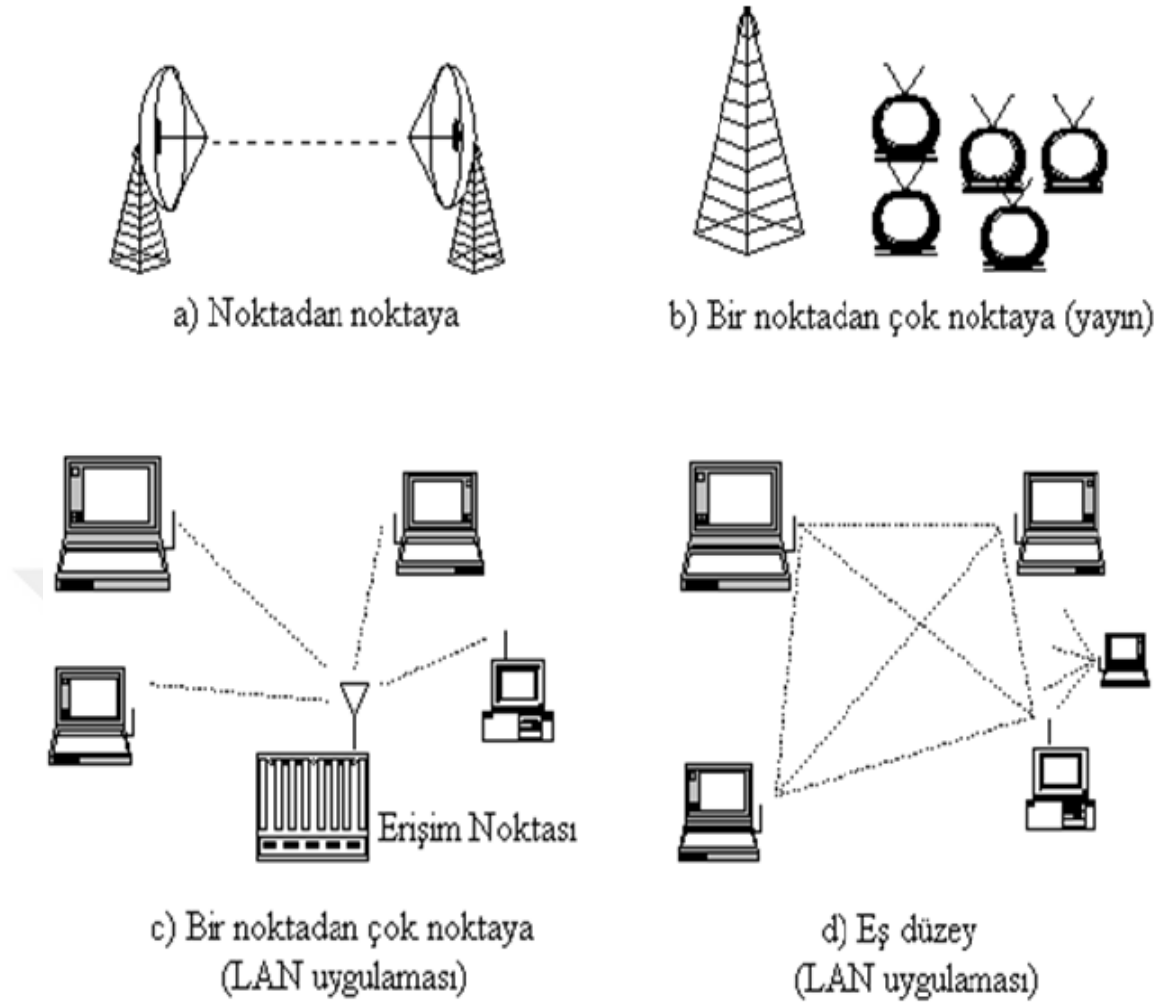 a) Noktadan noktaya
b) Bir noktadan çok noktaya (yayın)
Erişim Noktası
c) Bir noktadan çok noktaya
(LAN uygulaması)
d) Eş düzey
(LAN uygulaması)